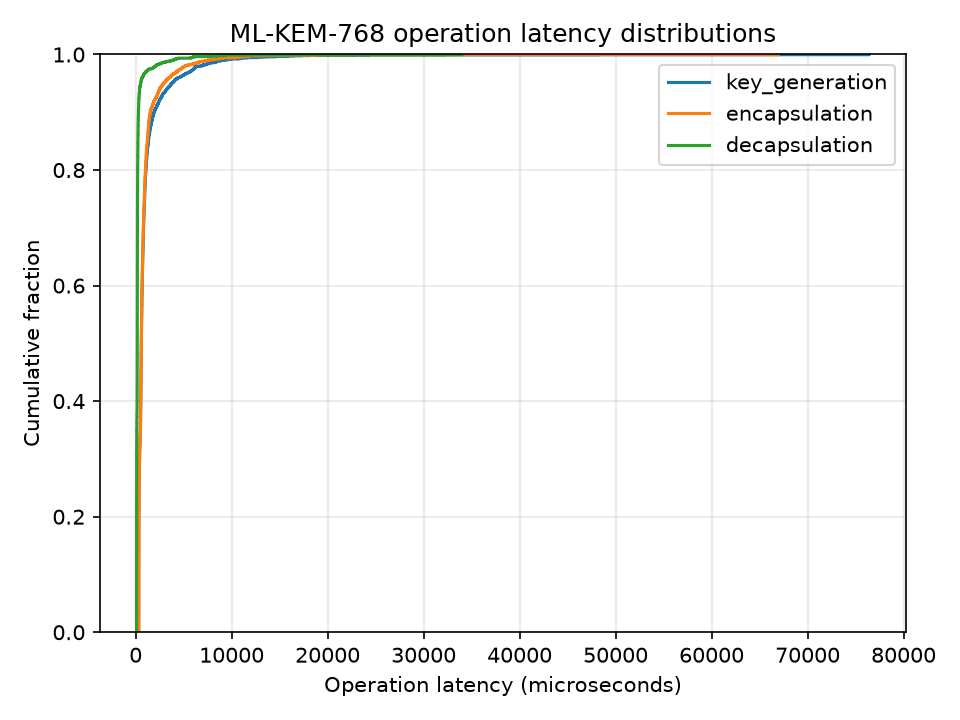 ML-KEM-768 operation latency distributions
1.0
0.8
0.6
0.4
0.2
0.0
Cumulative fraction
key_generation
encapsulation
decapsulation
0 10000 20000 30000 40000 50000 60000 70000 80000
Operation latency (microseconds)